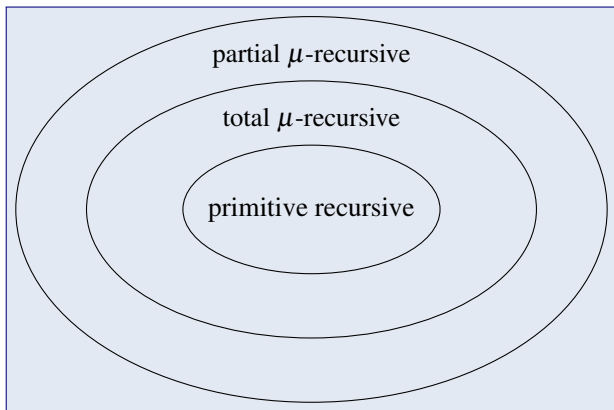 partial μ-recursive
total μ-recursive
primitive recursive